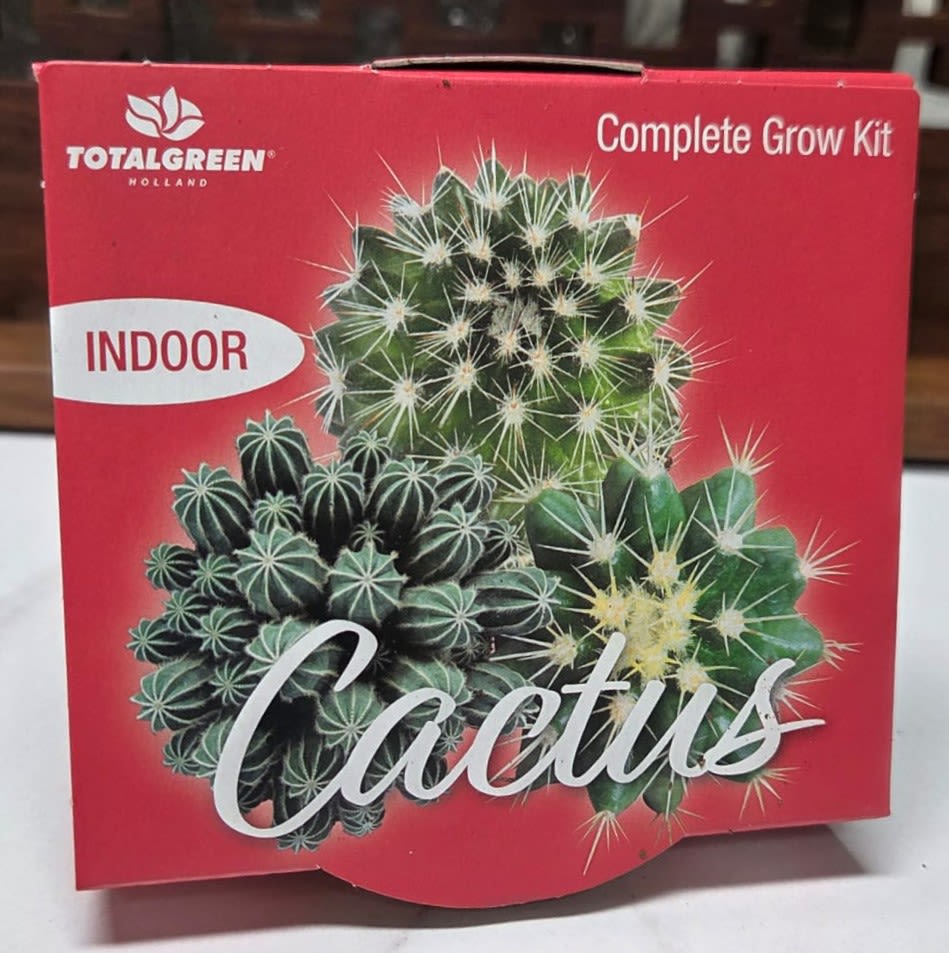 TOTALGREEN®
HOLLAND
Complete Grow Kit
INDOOR
Cactus